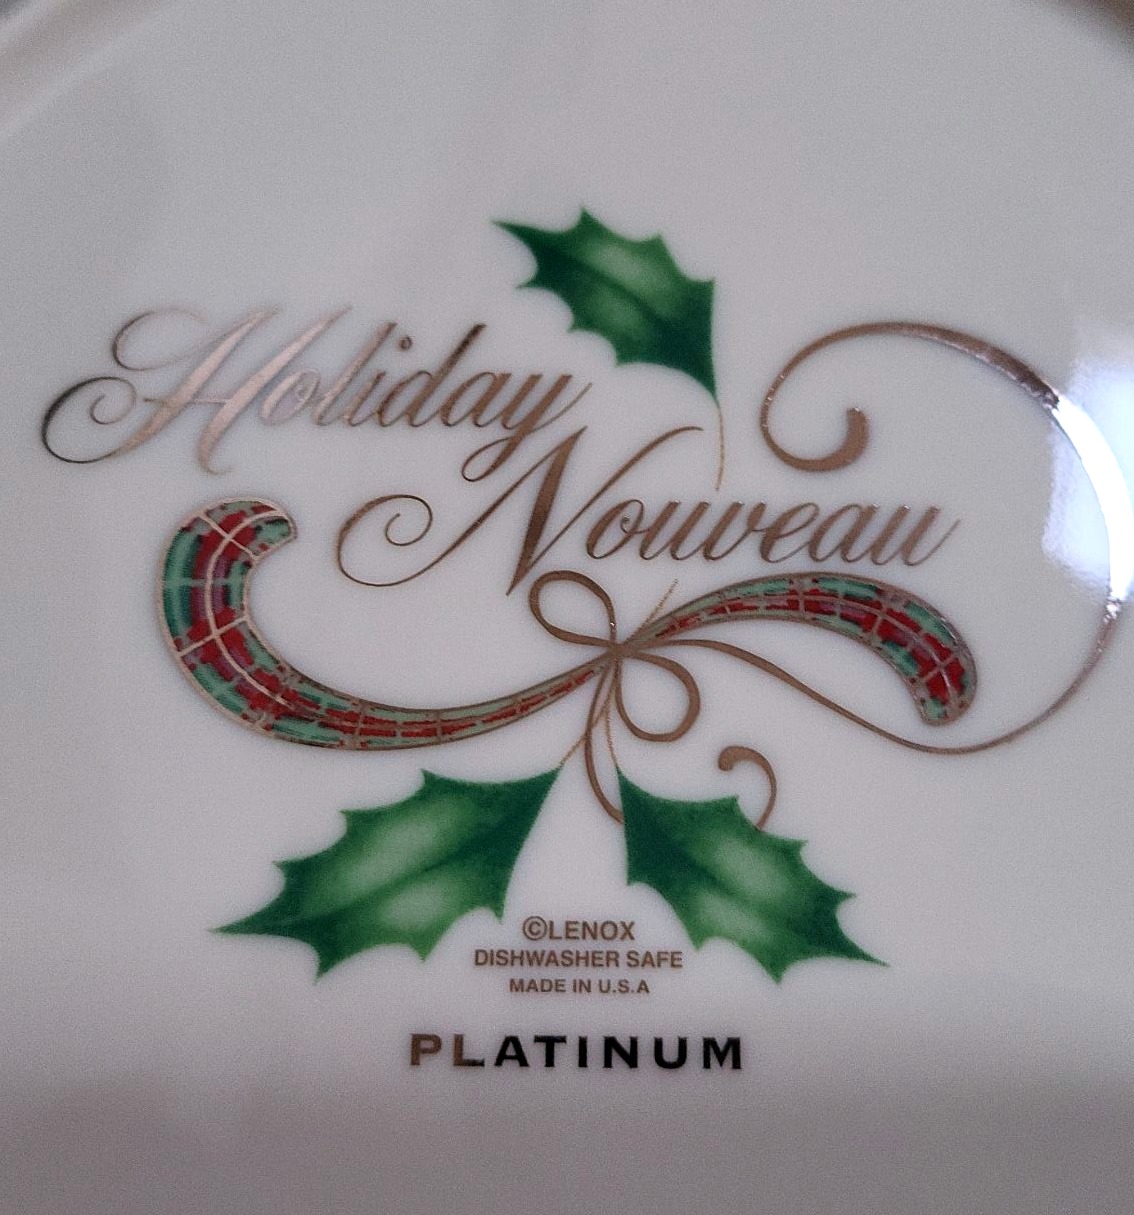 Holiday
Nouveau
©LENOX
DISHWASHER SAFE
MADE IN U.S.A
PLATINUM